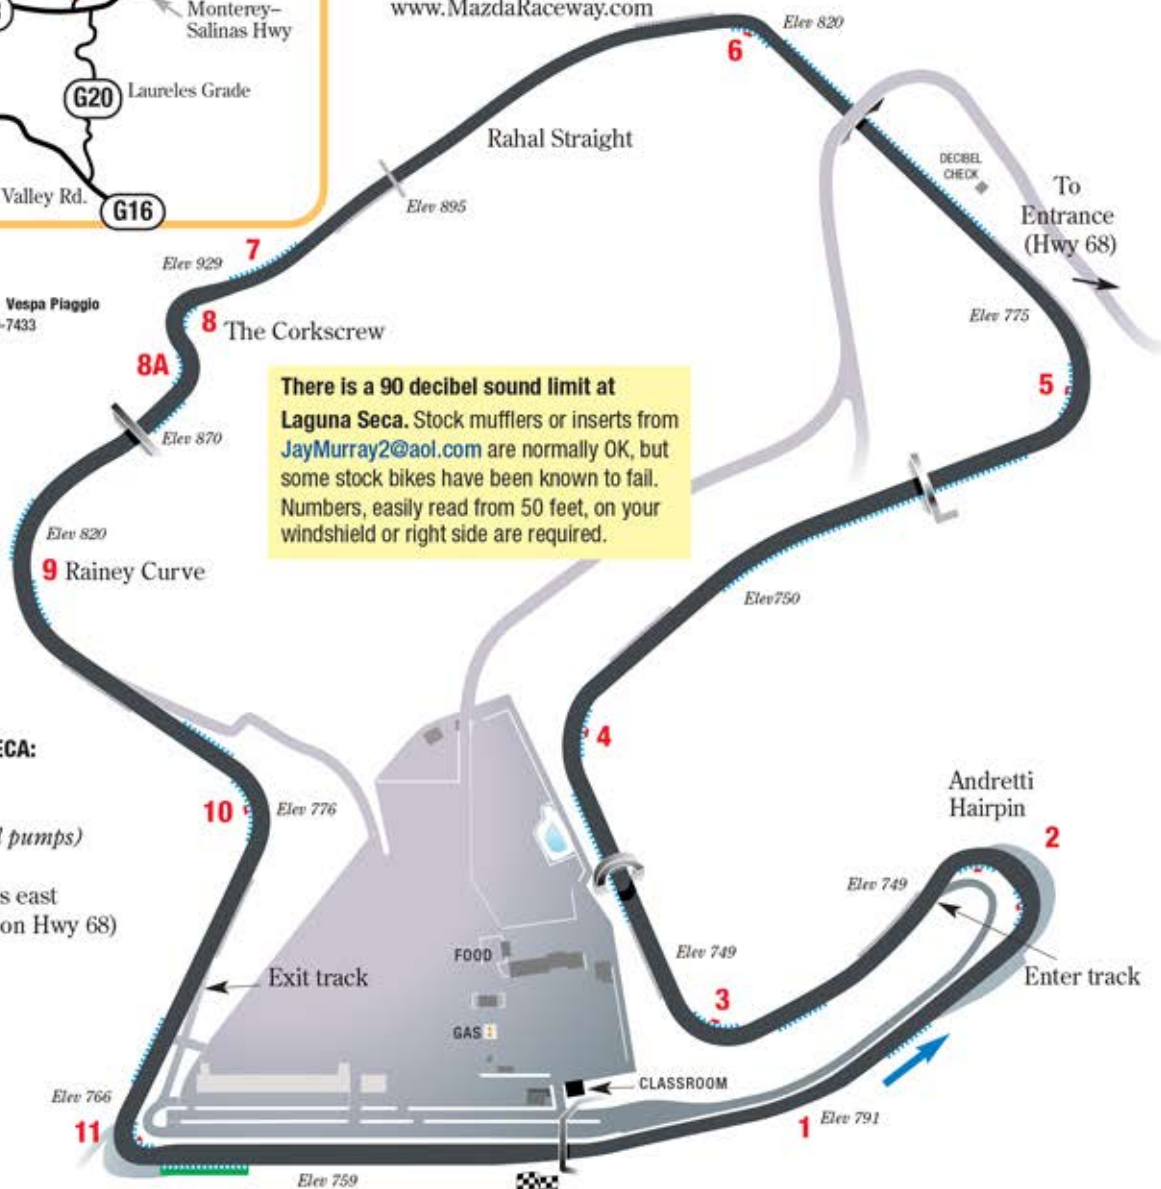 Monterey–
Salinas Hwy
www.MazdaRaceway.com
Elev 820
6
G20
Laureles Grade
Rahal Straight
DECIBEL
CHECK
To
Entrance
(Hwy 68)
Valley Rd.
G16
Elev 895
7
Elev 929
Vespa Piaggio
-7433
8
The Corkscrew
Elev 775
8A
There is a 90 decibel sound limit at
Laguna Seca. Stock mufflers or inserts from
JayMurray2@aol.com are normally OK, but
some stock bikes have been known to fail.
Numbers, easily read from 50 feet, on your
windshield or right side are required.
5
Elev 870
Elev 820
9 Rainey Curve
Elev750
ECA:
4
Andretti
Hairpin
10
Elev 776
l pumps)
2
s east
on Hwy 68)
Elev 749
FOOD
Elev 749
Exit track
Enter track
3
GAS
CLASSROOM
Elev 766
11
1
Elev 791
Elev 759